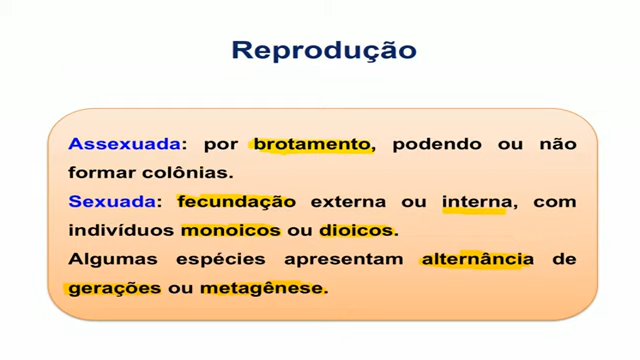 Reprodução
Assexuada: por brotamento, podendo ou não
formar colônias.
Sexuada: fecundação externa ou interna, com
indivíduos monoicos ou dioicos.
Algumas espécies apresentam alternância de
gerações ou metagênese.